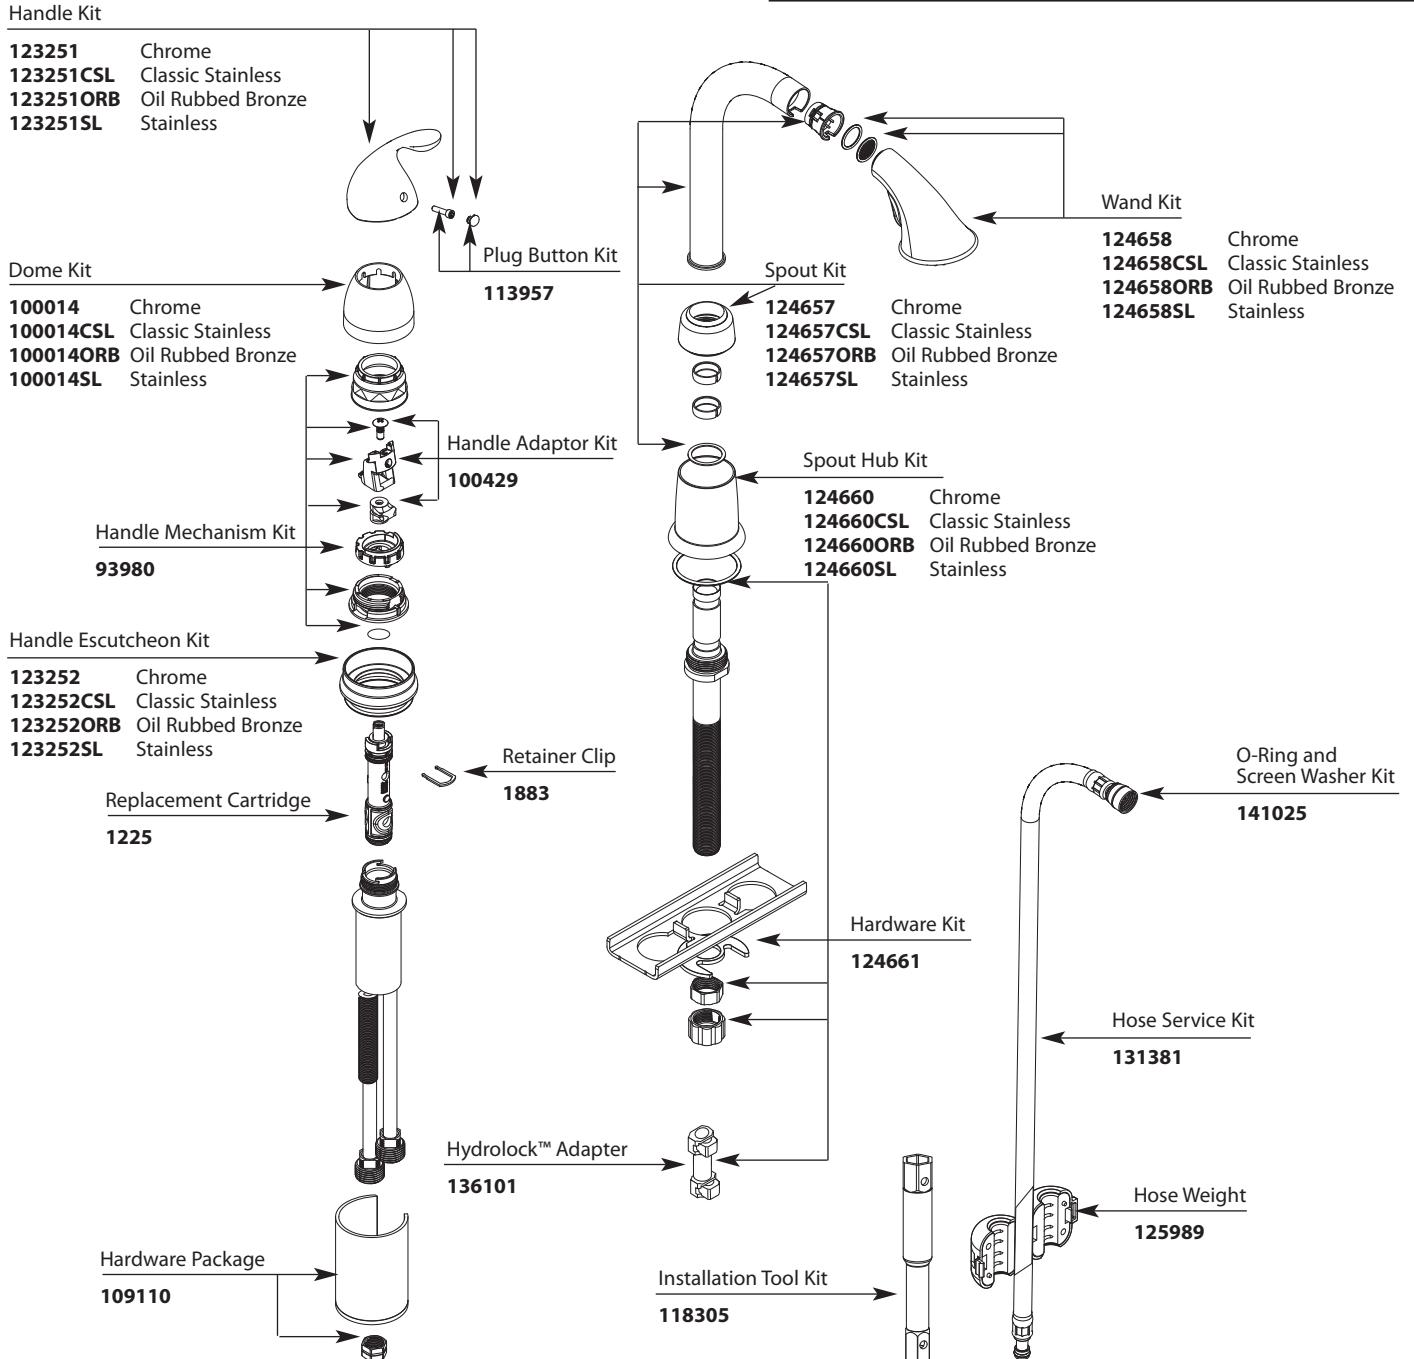 Handle Kit
123251 Chrome
123251CSL Classic Stainless
123251ORB Oil Rubbed Bronze
123251SL Stainless
Plug Button Kit
113957
Dome Kit
100014 Chrome
100014CSL Classic Stainless
100014ORB Oil Rubbed Bronze
100014SL Stainless
Handle Adaptor Kit
100429
Handle Mechanism Kit
93980
Handle Escutcheon Kit
123252 Chrome
123252CSL Classic Stainless
123252ORB Oil Rubbed Bronze
123252SL Stainless
Retainer Clip
1883
Replacement Cartridge
1225
Hardware Package
109110
Wand Kit
124658 Chrome
124658CSL Classic Stainless
124658ORB Oil Rubbed Bronze
124658SL Stainless
Spout Kit
124657 Chrome
124657CSL Classic Stainless
124657ORB Oil Rubbed Bronze
124657SL Stainless
Spout Hub Kit
124660 Chrome
124660CSL Classic Stainless
124660ORB Oil Rubbed Bronze
124660SL Stainless
Hardware Kit
124661
Hydrolock™ Adapter
136101
Installation Tool Kit
118305
O-Ring and
Screen Washer Kit
141025
Hose Service Kit
131381
Hose Weight
125989